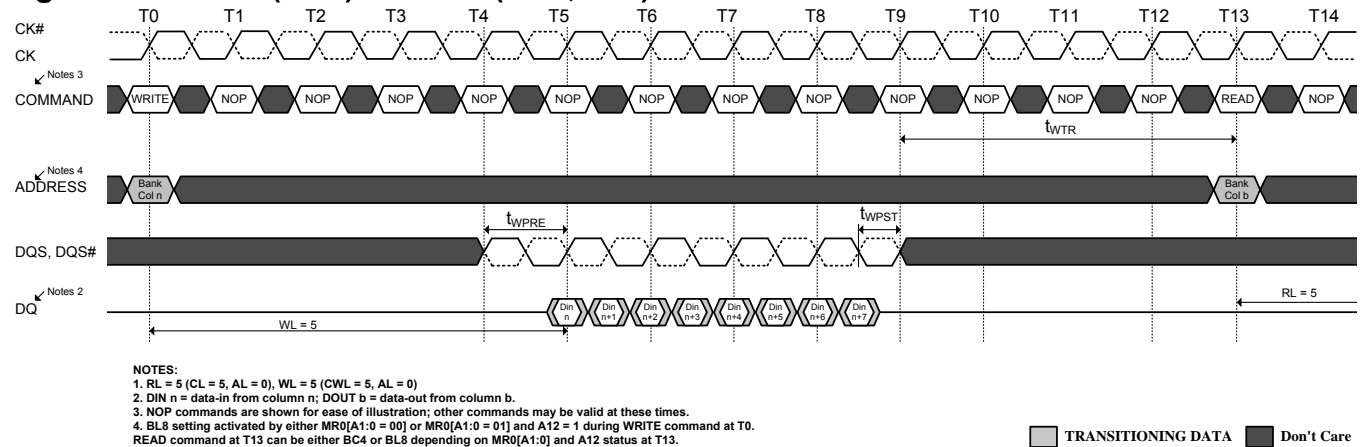 T0 T1 T2 T3 T4 T5 T6 T7 T8 T9 T10 T11 T12 T13 T14
CK#
CK
Notes 3
COMMAND WRITE NOP NOP NOP NOP NOP NOP NOP NOP NOP NOP NOP NOP READ NOP
tWTR
Notes 4
ADDRESS
Bank Bank
Col n Col b
tWPRE tWPST
DQS, DQS#
Notes 2
DQ
Din Din Din Din Din Din Din Din
n n+1 n+2 n+3 n+4 n+5 n+6 n+7
RL = 5
WL = 5
NOTES:
1. RL = 5 (CL = 5, AL = 0), WL = 5 (CWL = 5, AL = 0)
2. DIN n = data-in from column n; DOUT b = data-out from column b.
3. NOP commands are shown for ease of illustration; other commands may be valid at these times.
4. BL8 setting activated by either MR0[A1:0 = 00] or MR0[A1:0 = 01] and A12 = 1 during WRITE command at T0.
READ command at T13 can be either BC4 or BL8 depending on MR0[A1:0] and A12 status at T13.
TRANSITIONING DATA Don't Care